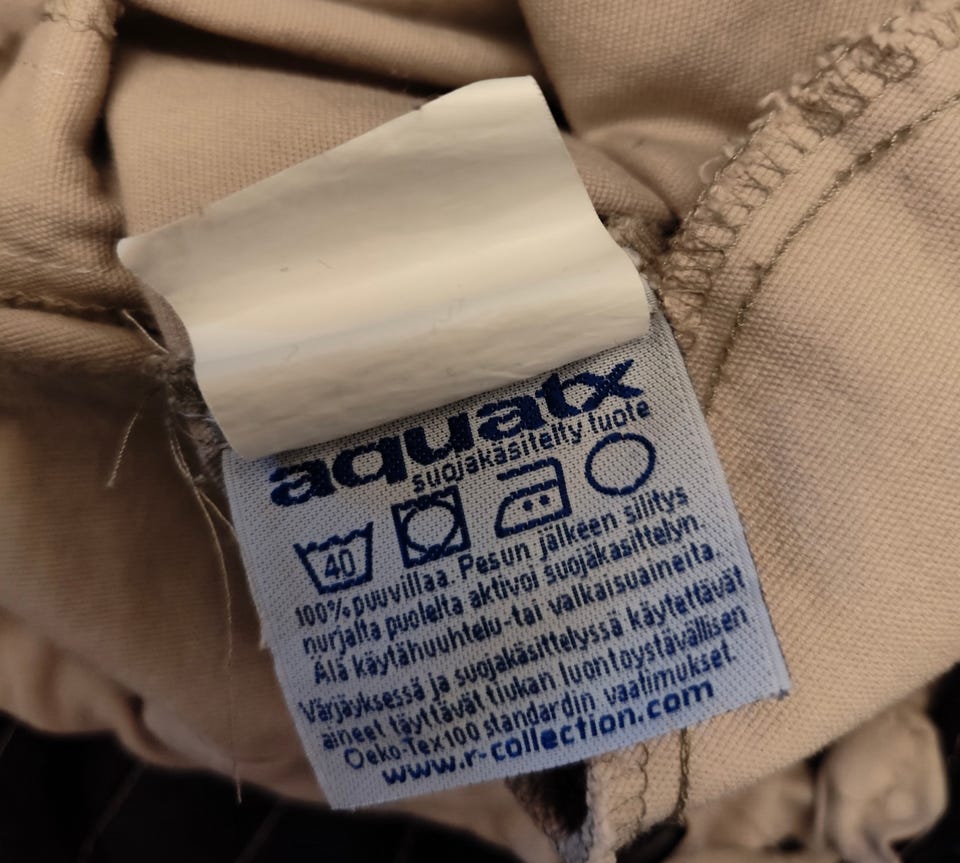 aquatx
suojakäsitelty tuote
40
100% puuvillaa. Pesun jälkeen silitys
nurjalta puolelta aktivoi suojakäsittelyn.
Älä käytä huuhtelu-tai valkaisuaineita.
Värjäyksessä ja suojakäsittelyssä käytettävät
aineet täyttävät tiukan luontoystävällisen
Oeko-Tex100 standardin vaatimukset.
www.r-collection.com